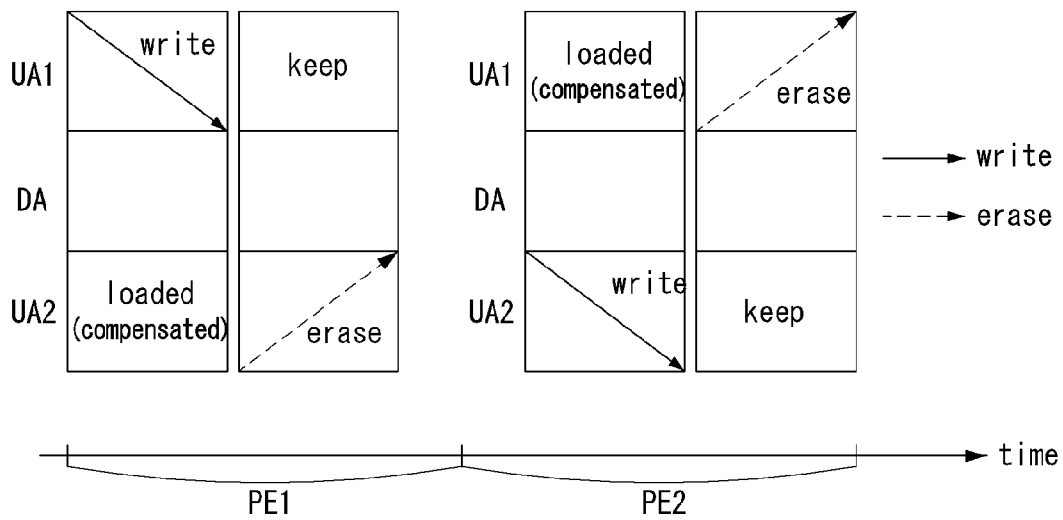 UA1
write
keep
UA1
loaded
(compensated)
erase
write
DA
DA
erase
UA2
loaded
(compensated)
erase
UA2
write
keep
time
PE1
PE2